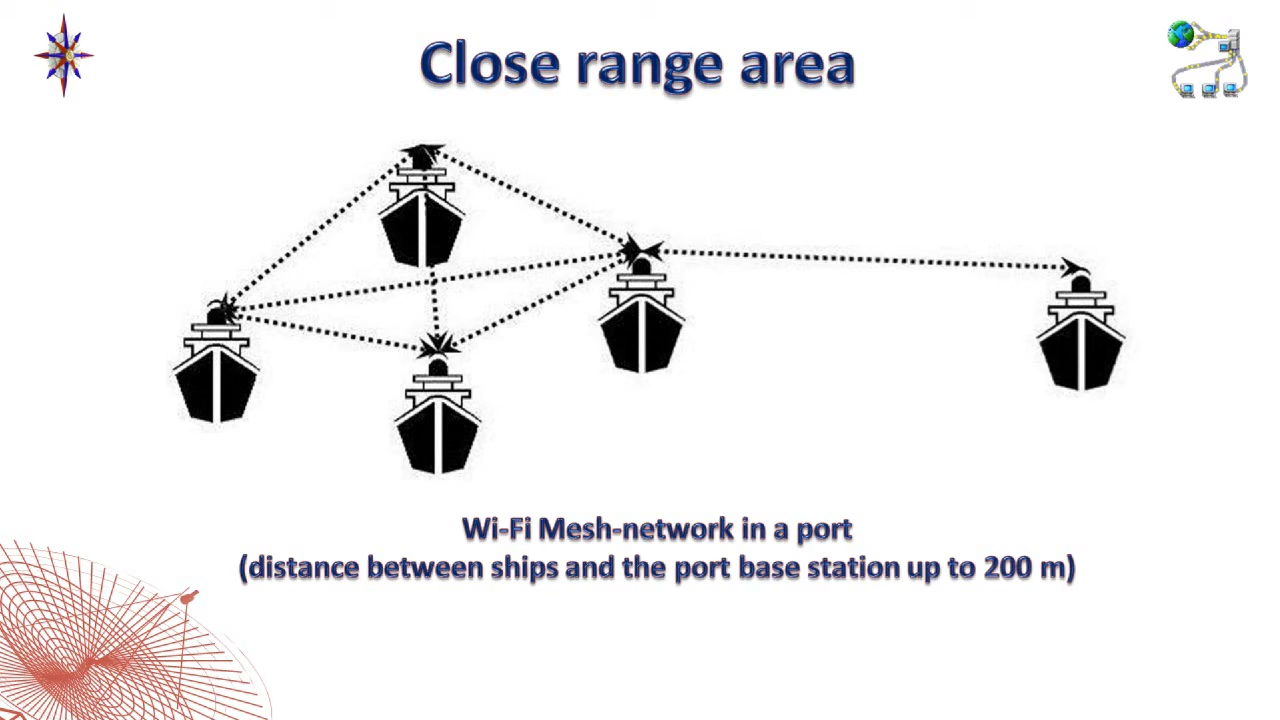 Close range area
Wi-Fi Mesh-network in a port
(distance between ships and the port base station up to 200 m)